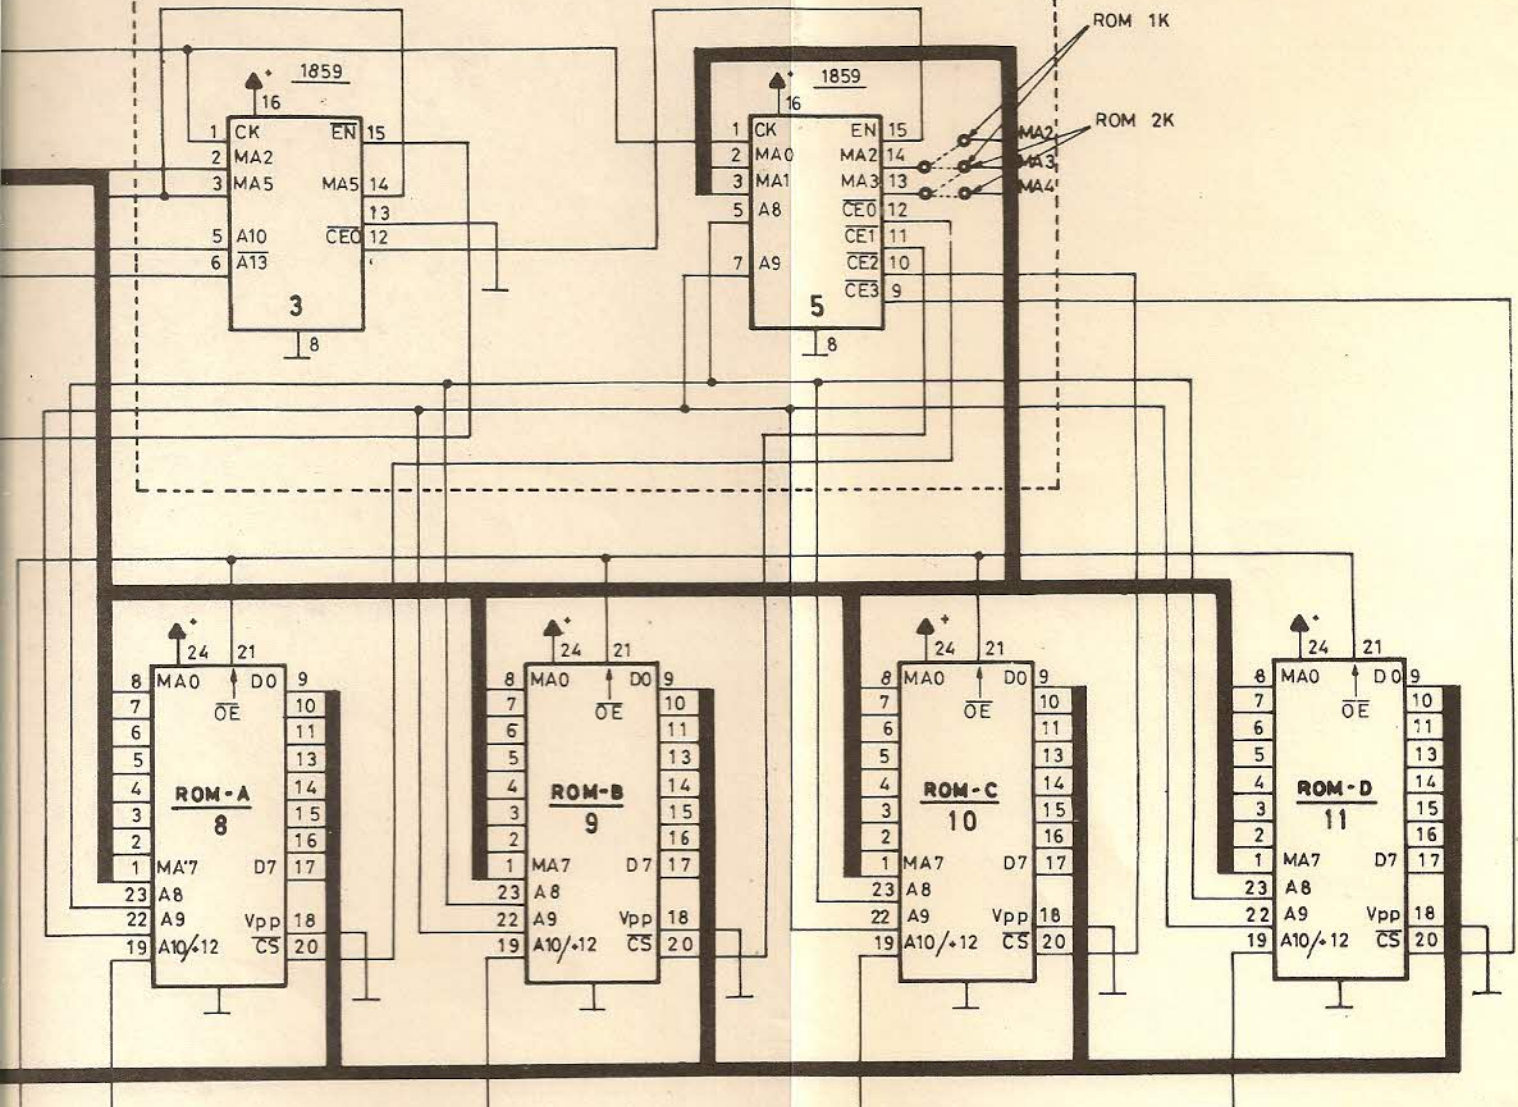 ROM 1K
1859
1859
+
16
+
16
ROM 2K
1 CK EN 15
2 MA2
3 MA5 MA5 14
13
5 A10 CE0 12
6 A13
3
8
1 CK EN 15 MA2
2 MA0 MA2 14 MA3
3 MA1 MA3 13 MA4
5 A8 CE0 12
CE1 11
7 A9 CE2 10
CE3 9
5
8
+
24 21
8 MA0 D0 9
7 OE 10
6 11
5 13
4 ROM-A 14
3 8 15
2 16
1 MA7 D7 17
23 A8
22 A9 Vpp 18
19 A10/+12 CS 20
+
24 21
8 MA0 D0 9
7 OE 10
6 11
5 13
4 ROM-B 14
3 9 15
2 16
1 MA7 D7 17
23 A8
22 A9 Vpp 18
19 A10/+12 CS 20
+
24 21
8 MA0 D0 9
7 OE 10
6 11
5 13
4 ROM-C 14
3 10 15
2 16
1 MA7 D7 17
23 A8
22 A9 Vpp 18
19 A10/+12 CS 20
+
24 21
8 MA0 D0 9
7 OE 10
6 11
5 13
4 ROM-D 14
3 11 15
2 16
1 MA7 D7 17
23 A8
22 A9 Vpp 18
19 A10/+12 CS 20